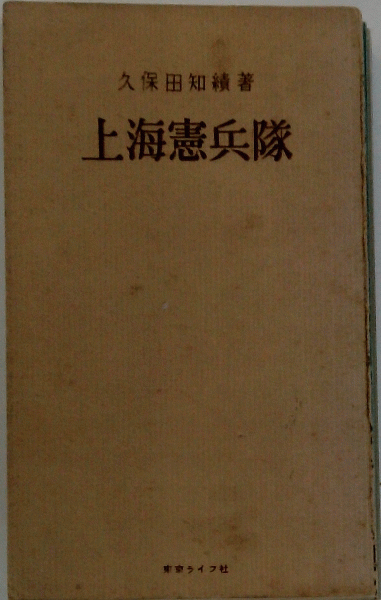 久保田知績著
上海憲兵隊
東京ライフ社